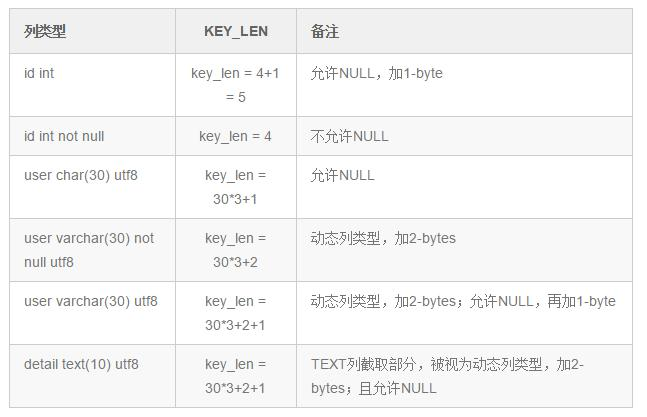 列类型 KEY_LEN 备注
id int key_len = 4+1 = 5 允许NULL，加1-byte
id int not null key_len = 4 不允许NULL
user char(30) utf8 key_len = 30*3+1 允许NULL
user varchar(30) not null utf8 key_len = 30*3+2 动态列类型，加2-bytes
user varchar(30) utf8 key_len = 30*3+2+1 动态列类型，加2-bytes；允许NULL，再加1-byte
detail text(10) utf8 key_len = 30*3+2+1 TEXT列截取部分，被视为动态列类型，加2-bytes；且允许NULL